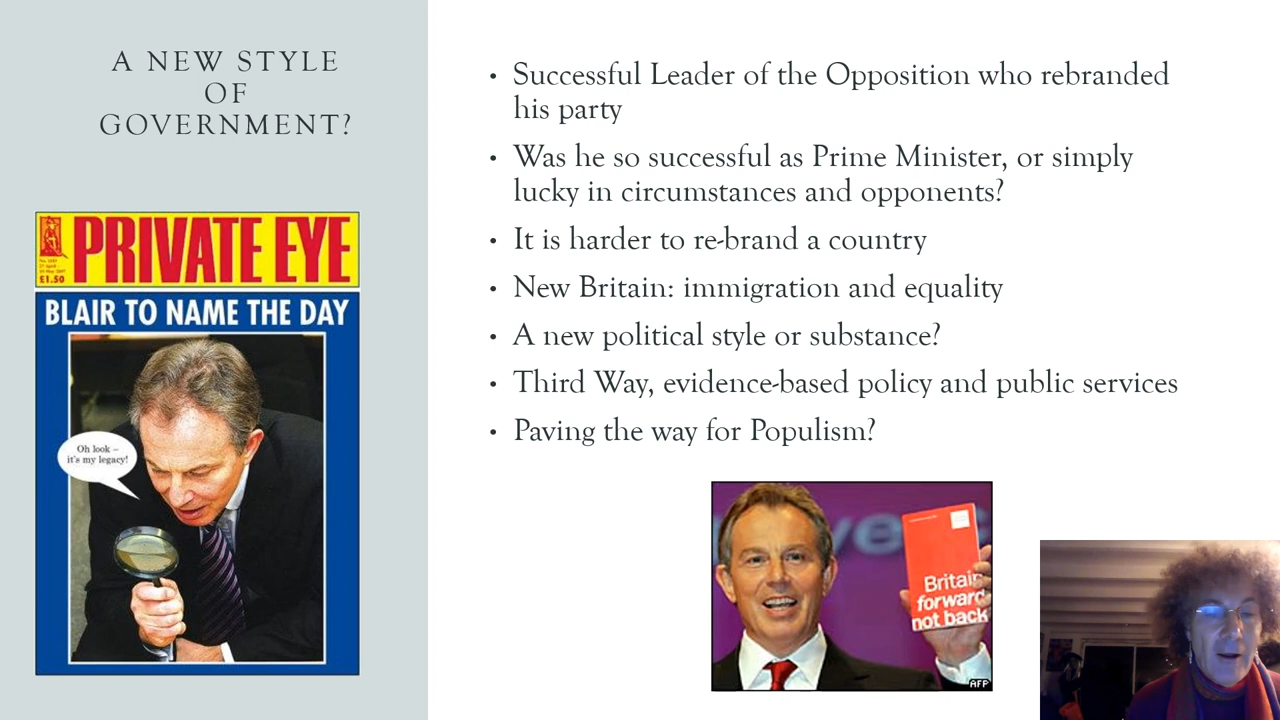 A NEW STYLE
OF
GOVERNMENT?
PRIVATE EYE
£1.50
BLAIR TO NAME THE DAY
Oh look –
it's my legacy!
• Successful Leader of the Opposition who rebranded
his party
• Was he so successful as Prime Minister, or simply
lucky in circumstances and opponents?
• It is harder to re-brand a country
• New Britain: immigration and equality
• A new political style or substance?
• Third Way, evidence-based policy and public services
• Paving the way for Populism?
Britain
forward
not back
AFP